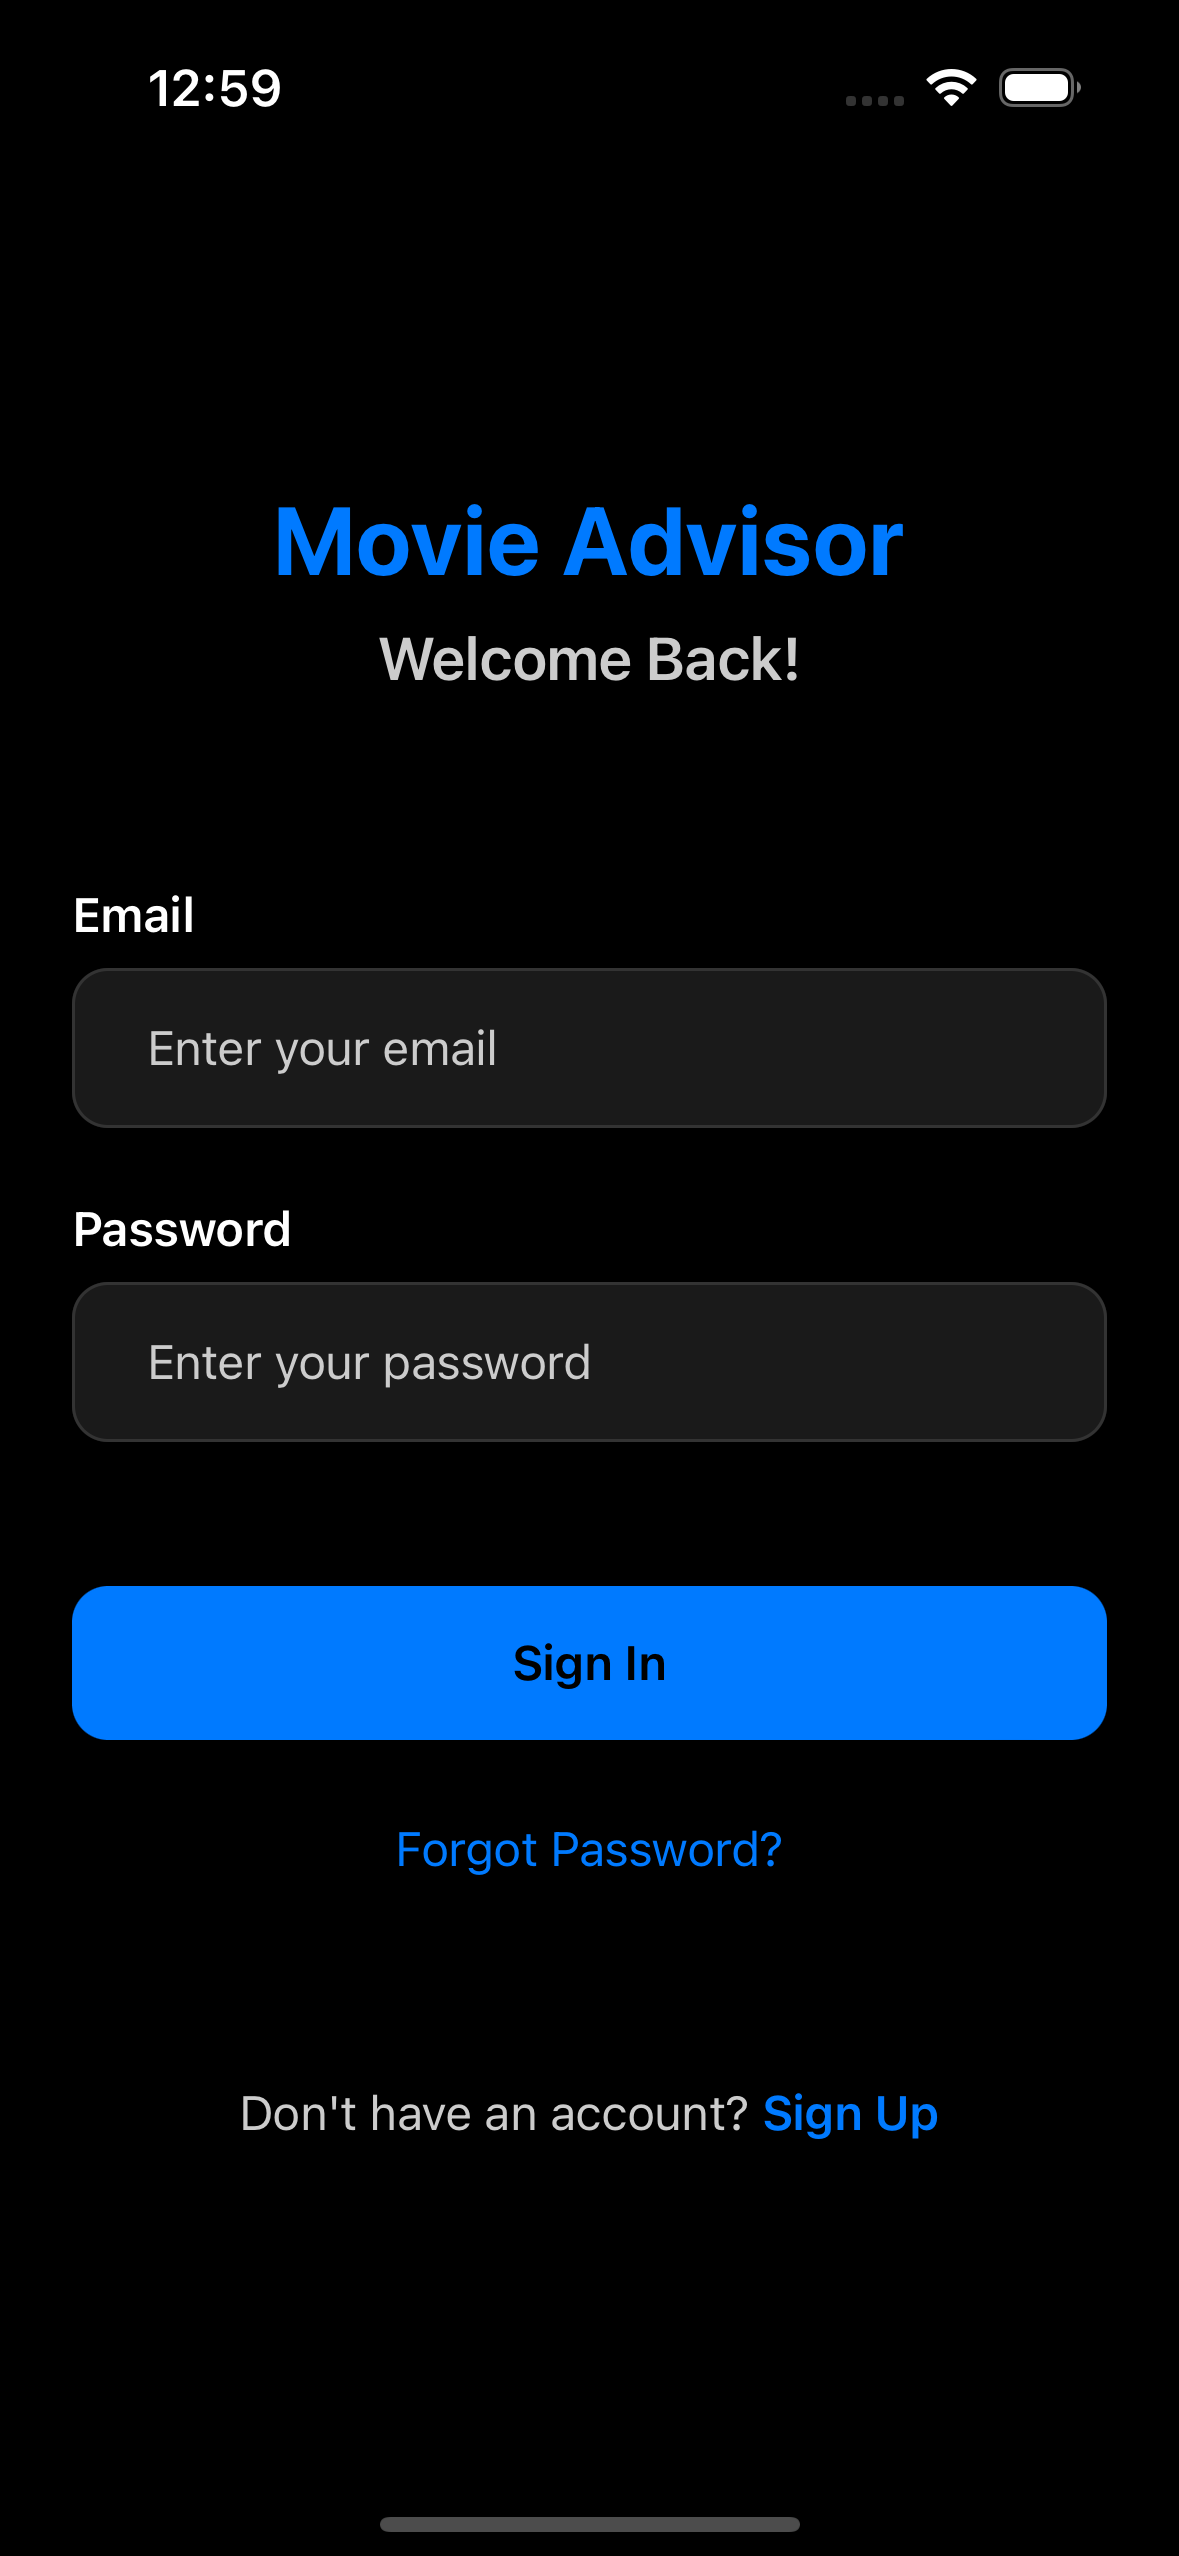 12:59
Movie Advisor
Welcome Back!
Email
Enter your email
Password
Enter your password
Sign In
Forgot Password?
Don't have an account? Sign Up